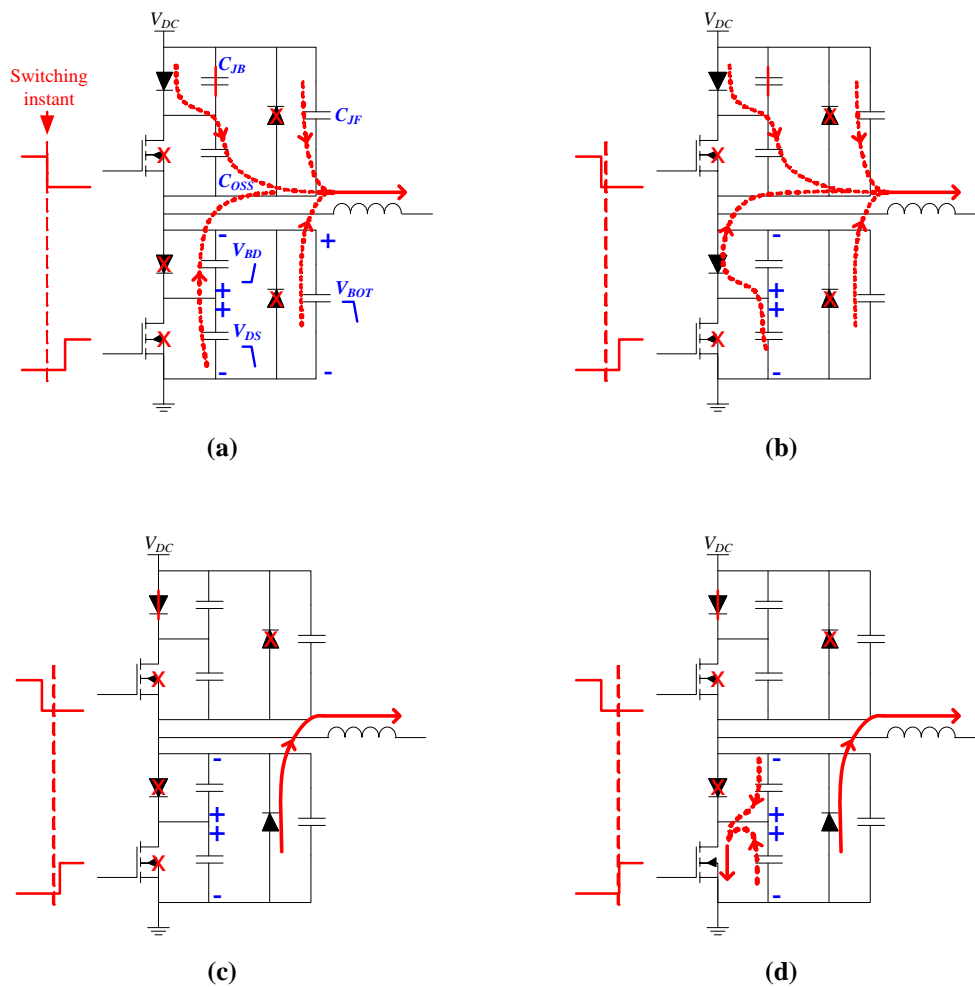 V_DC
V_DC
Switching
instant
C_JB
C_JF
C_OSS
-
+
V_BD
V_BOT
+
+
V_DS
-
-
-
+
+
-
(a)
(b)
V_DC
V_DC
-
-
+
+
+
+
-
-
(c)
(d)